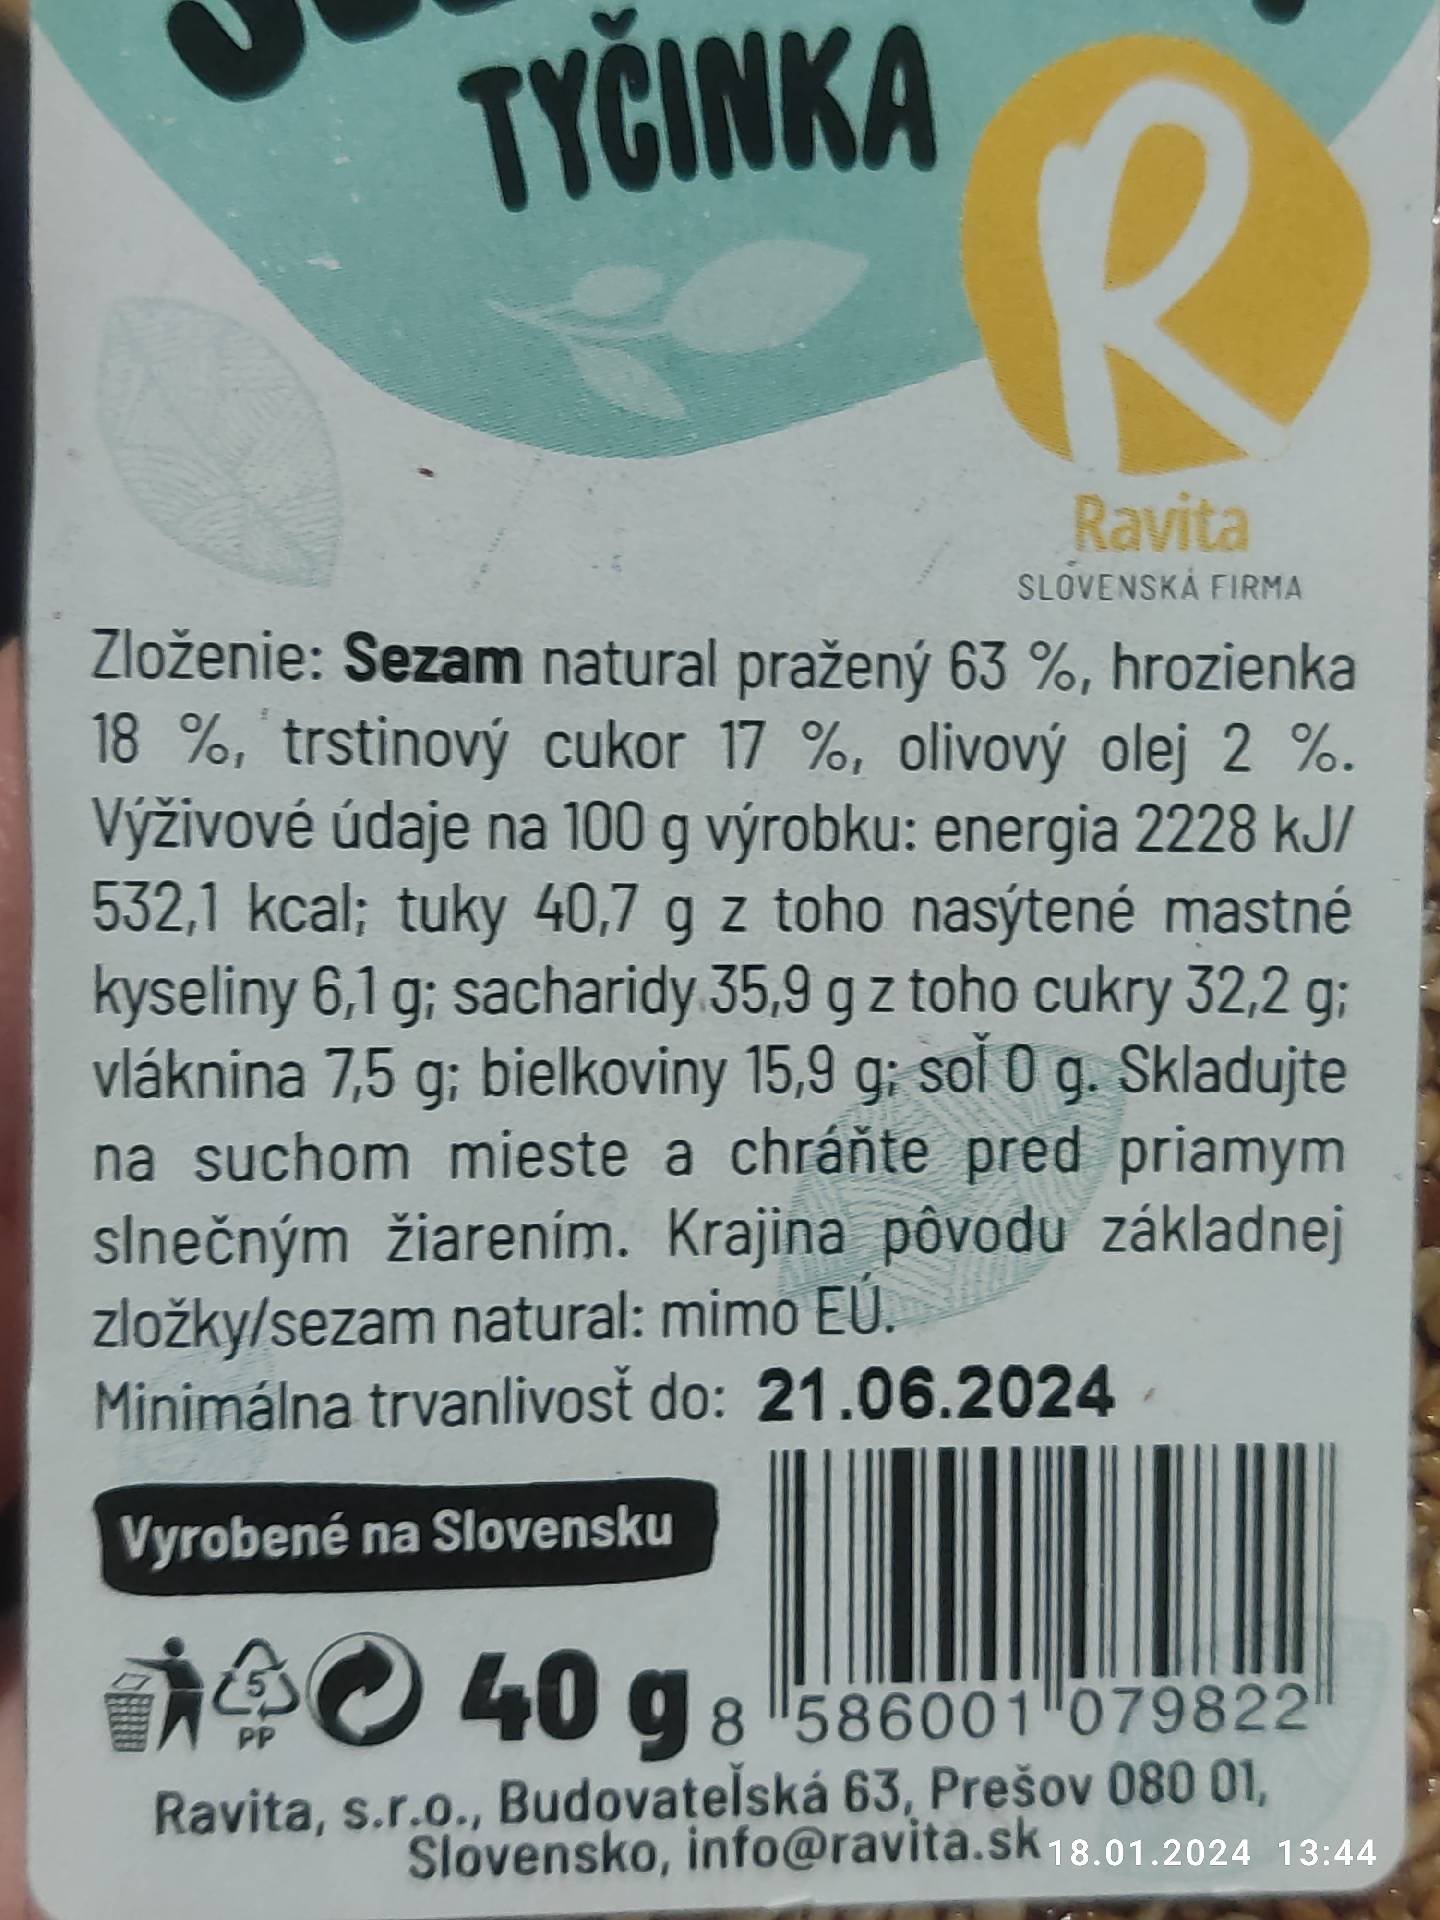 TYČINKA
R
Ravita
SLOVENSKÁ FIRMA
Zloženie: Sezam natural pražený 63 %, hrozienka
18 %, trstinový cukor 17 %, olivový olej 2 %.
Výživové údaje na 100 g výrobku: energia 2228 kJ/
532,1 kcal; tuky 40,7 g z toho nasýtené mastné
kyseliny 6,1 g; sacharidy 35,9 g z toho cukry 32,2 g;
vláknina 7,5 g; bielkoviny 15,9 g; soľ 0 g. Skladujte
na suchom mieste a chráňte pred priamym
slnečným žiarením. Krajina pôvodu základnej
zložky/sezam natural: mimo EÚ.
Minimálna trvanlivosť do: 21.06.2024
Vyrobené na Slovensku
5
PP
40 g
8 586001 079822
Ravita, s.r.o., Budovateľská 63, Prešov 080 01,
Slovensko, info@ravita.sk
18.01.2024 13:44